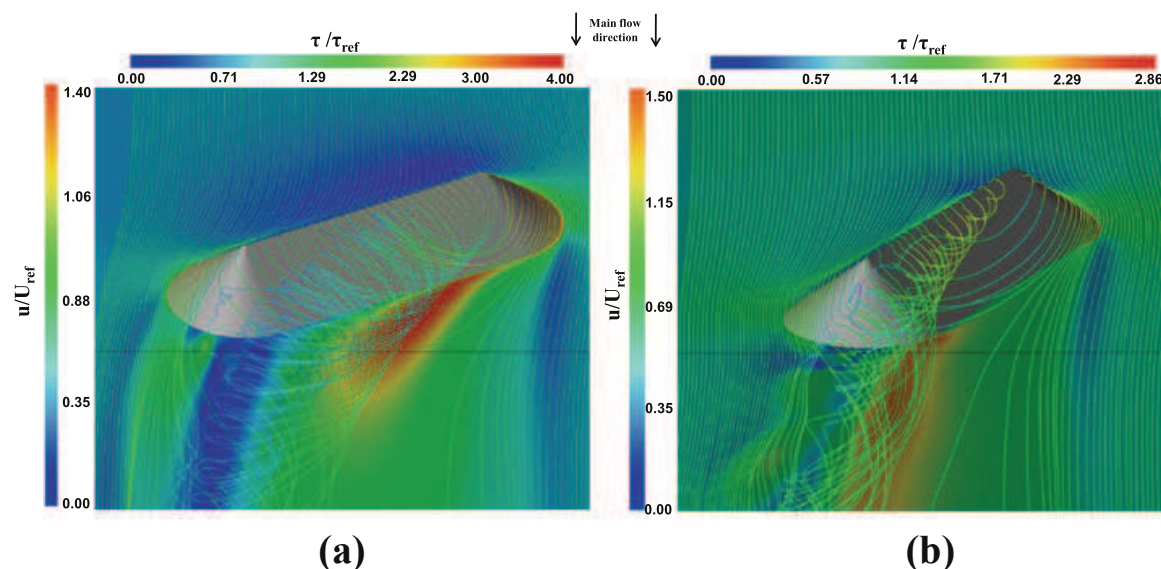 Main flow
direction
τ /τref
0.00 0.71 1.29 2.29 3.00 4.00
τ /τref
0.00 0.57 1.14 1.71 2.29 2.86
1.40
1.06
0.88
0.35
0.00
u/Uref
1.50
1.15
0.69
0.35
0.00
u/Uref
(a)
(b)